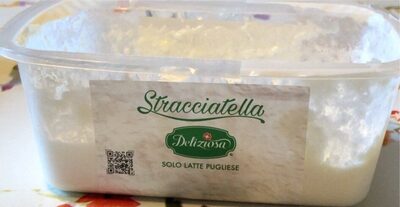 Stracciatella
Deliziosa
SOLO LATTE PUGLIESE